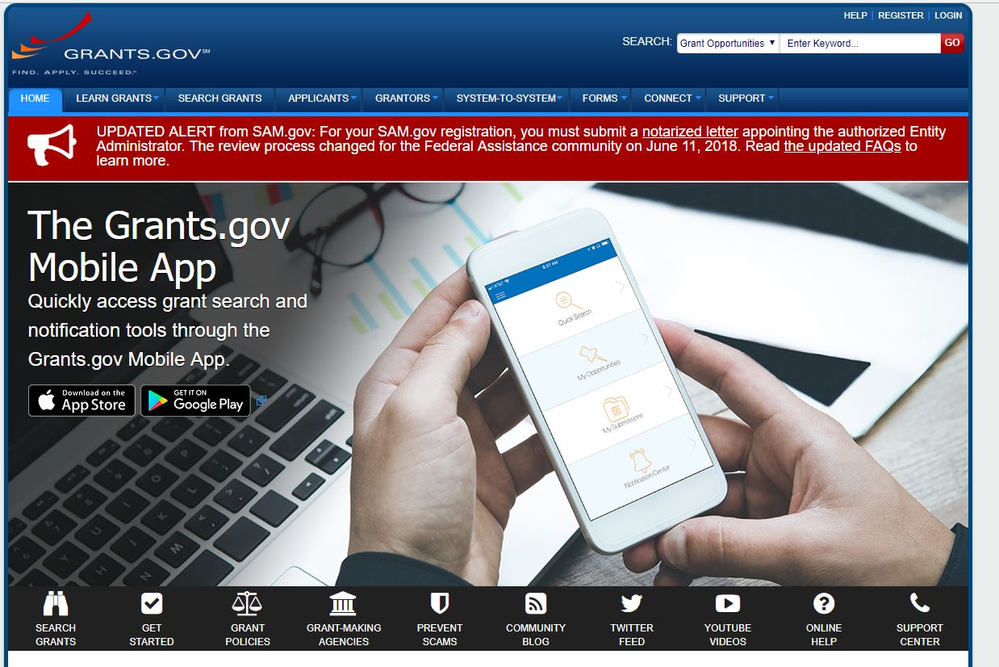 HELP | REGISTER | LOGIN
GRANTS.GOV℠
FIND. APPLY. SUCCEED.℠
SEARCH: Grant Opportunities Enter Keyword... GO
HOME LEARN GRANTS SEARCH GRANTS APPLICANTS GRANTORS SYSTEM-TO-SYSTEM FORMS CONNECT SUPPORT
UPDATED ALERT from SAM.gov: For your SAM.gov registration, you must submit a notarized letter appointing the authorized Entity
Administrator. The review process changed for the Federal Assistance community on June 11, 2018. Read the updated FAQs to
learn more.
The Grants.gov
Mobile App
Quickly access grant search and
notification tools through the
Grants.gov Mobile App.
Download on the
App Store
GET IT ON
Google Play
AT&T 8:37 AM
Quick Search
My Opportunities
My Submissions
Notification Center
SEARCH
GRANTS
GET
STARTED
GRANT
POLICIES
GRANT-MAKING
AGENCIES
PREVENT
SCAMS
COMMUNITY
BLOG
TWITTER
FEED
YOUTUBE
VIDEOS
ONLINE
HELP
SUPPORT
CENTER